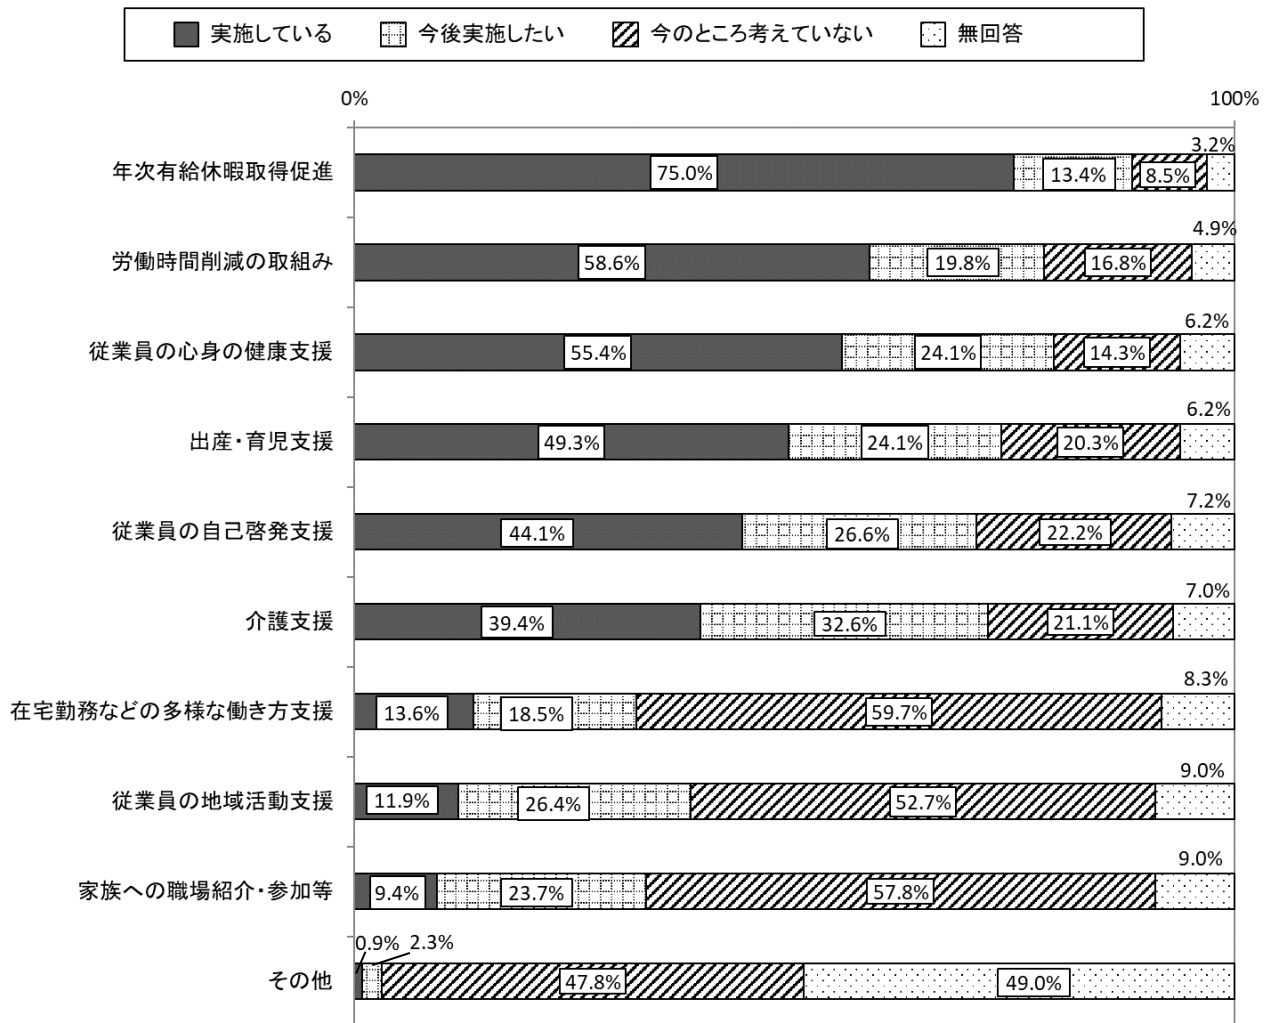 実施している 今後実施したい 今のところ考えていない 無回答
0% 100%
3.2%
年次有給休暇取得促進 75.0% 13.4% 8.5%
4.9%
労働時間削減の取組み 58.6% 19.8% 16.8%
6.2%
従業員の心身の健康支援 55.4% 24.1% 14.3%
6.2%
出産・育児支援 49.3% 24.1% 20.3%
7.2%
従業員の自己啓発支援 44.1% 26.6% 22.2%
7.0%
介護支援 39.4% 32.6% 21.1%
8.3%
在宅勤務などの多様な働き方支援 13.6% 18.5% 59.7%
9.0%
従業員の地域活動支援 11.9% 26.4% 52.7%
9.0%
家族への職場紹介・参加等 9.4% 23.7% 57.8%
0.9% 2.3%
その他 47.8% 49.0%